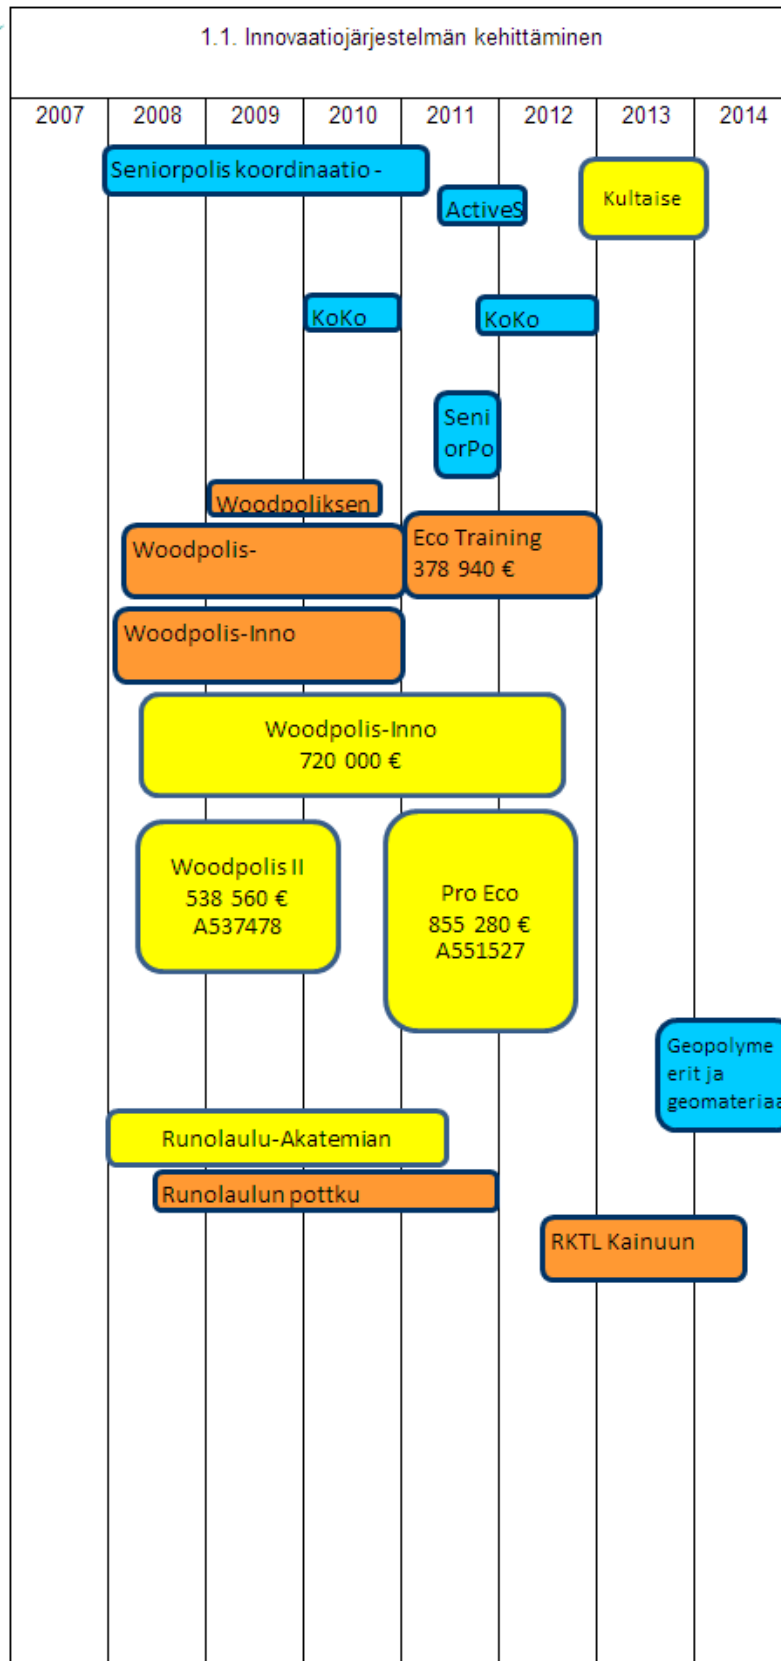 1.1. Innovaatiojärjestelmän kehittäminen
2007 2008 2009 2010 2011 2012 2013 2014
Seniorpolis koordinaatio -
Kultaise
ActiveS
KoKo
KoKo
Seni
orPo
Woodpoliksen
Woodpolis-
Eco Training
378 940 €
Woodpolis-Inno
Woodpolis-Inno
720 000 €
Woodpolis II
538 560 €
A537478
Pro Eco
855 280 €
A551527
Geopolyme
erit ja
geomateriaa
Runolaulu-Akatemian
Runolaulun pottku
RKTL Kainuun